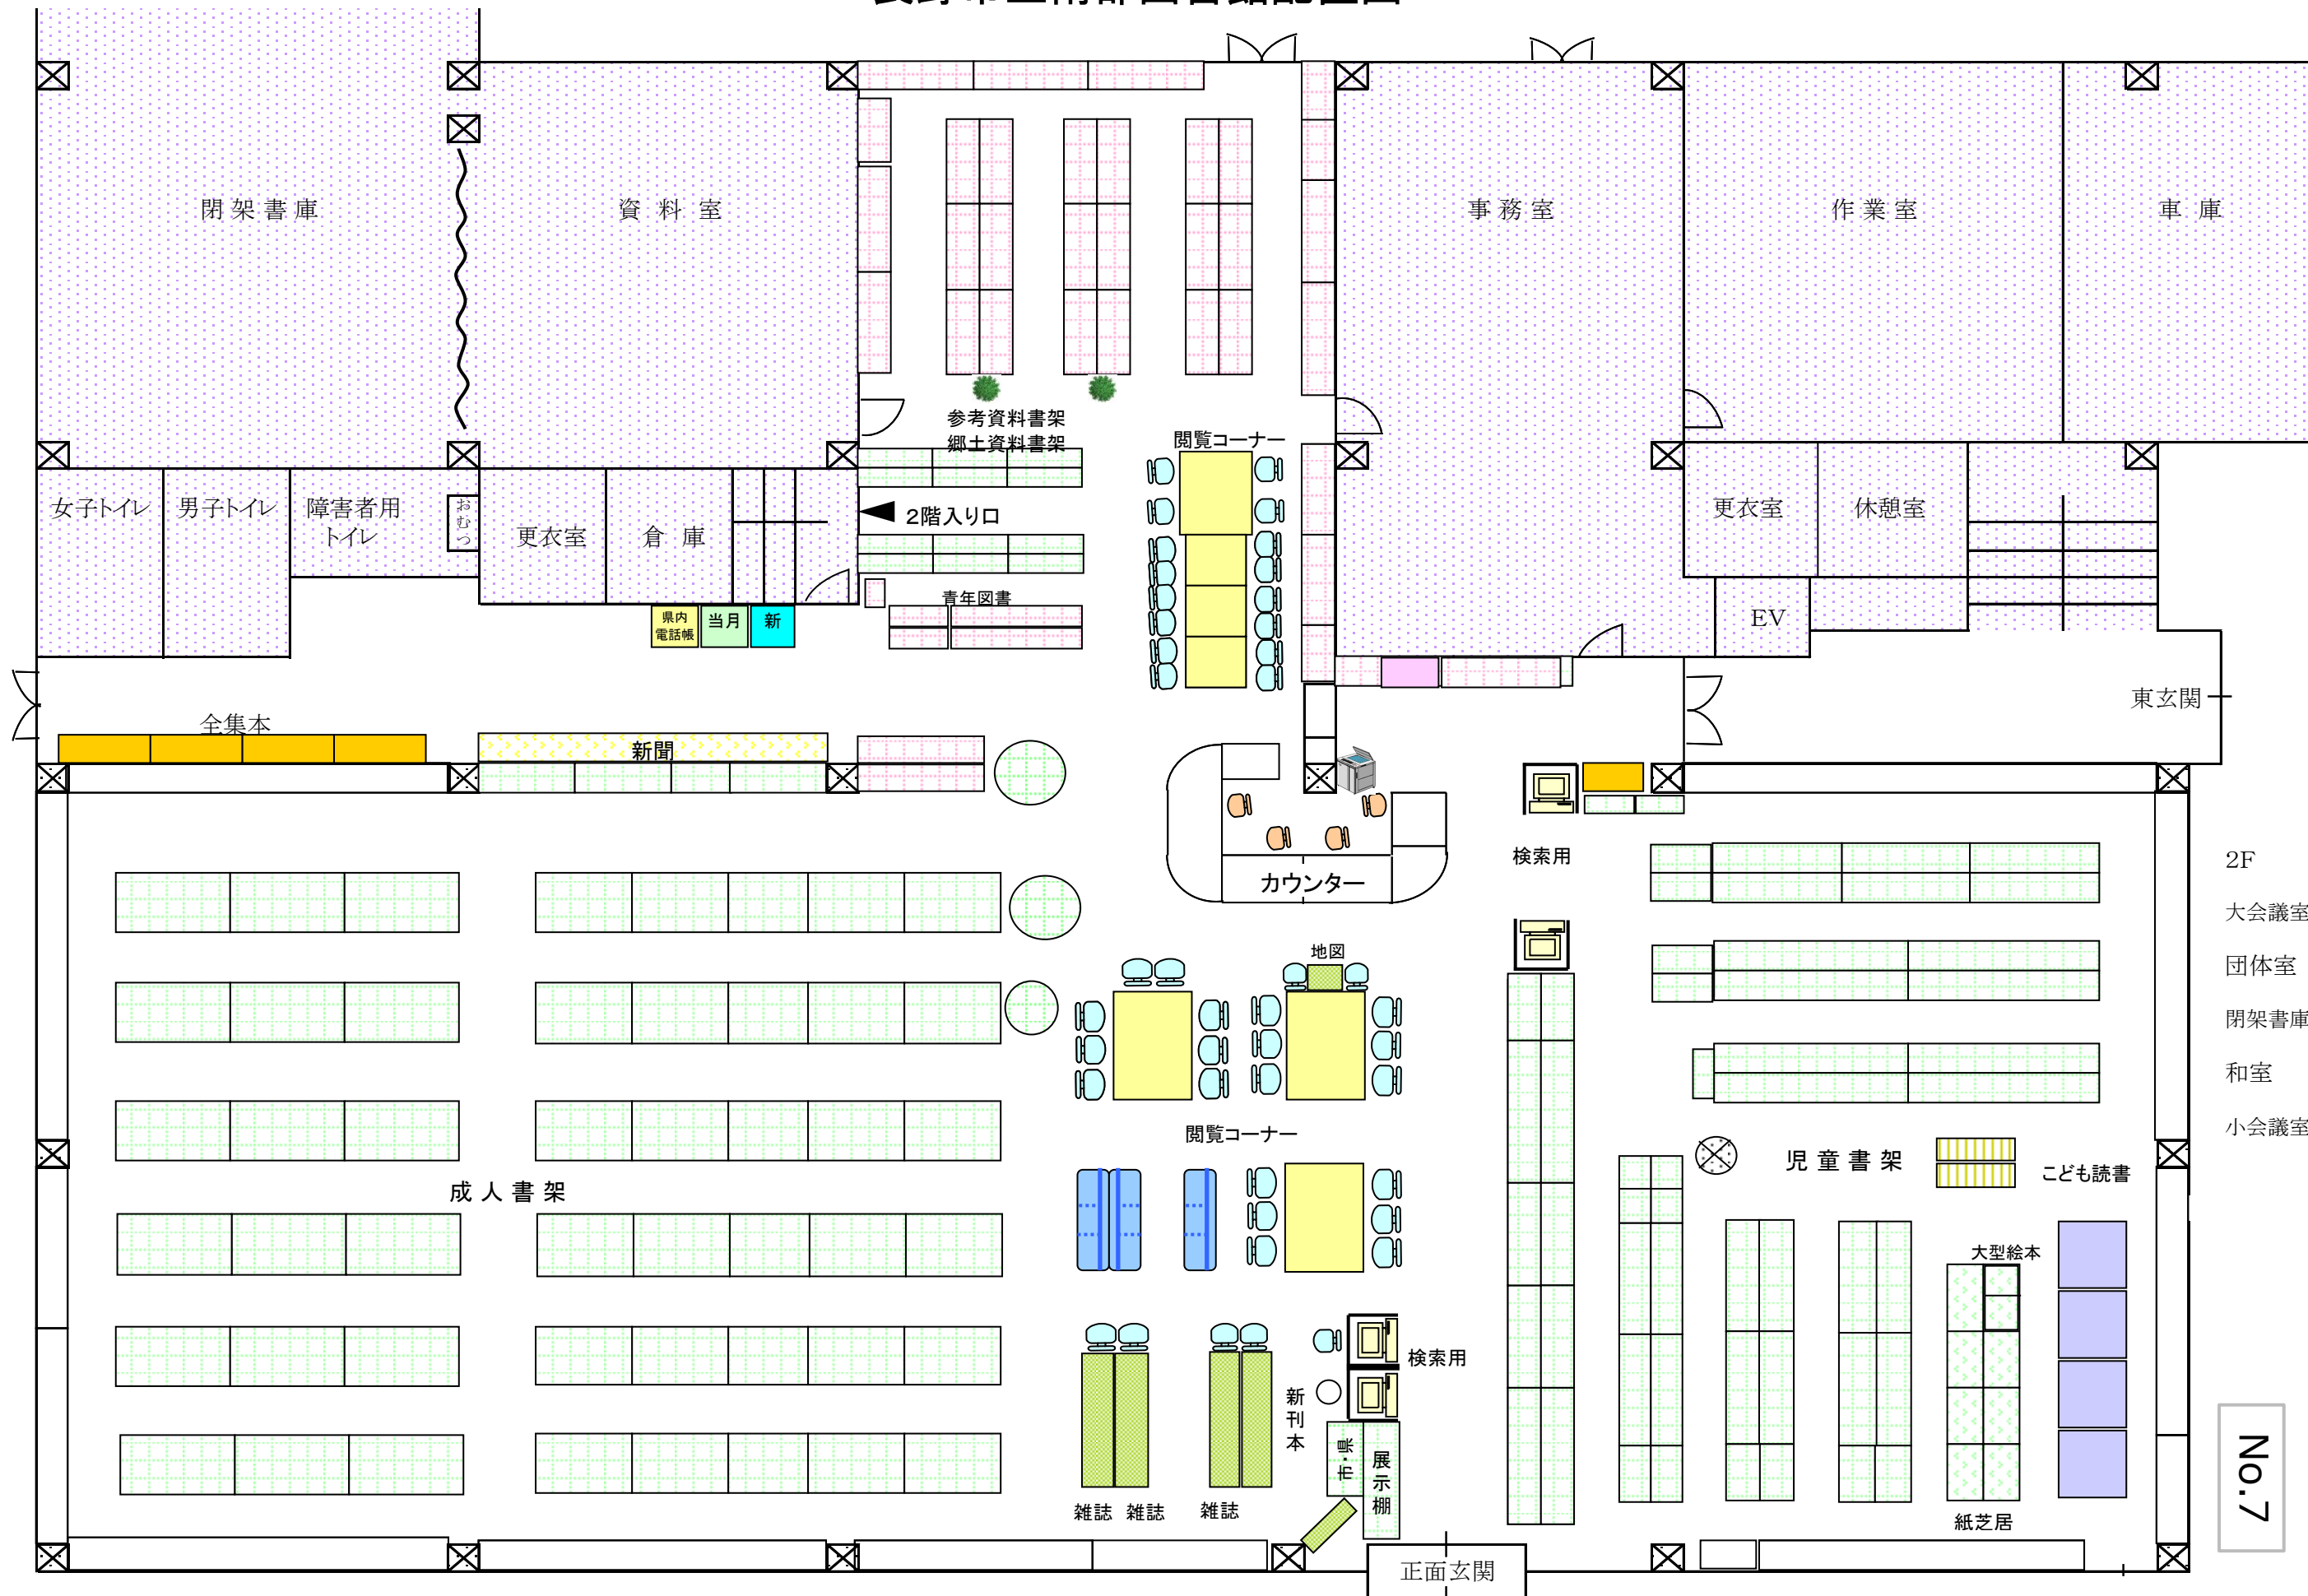 閉架書庫
資料室
事務室
作業室
車庫
参考資料書架
郷土資料書架
閲覧コーナー
女子トイレ
男子トイレ
障害者用
トイレ
おむつ
更衣室
倉庫
2階入り口
更衣室
休憩室
青年図書
県内
電話帳
当月
新
EV
東玄関
全集本
新聞
検索用
カウンター
2F
大会議室
団体室
閉架書庫
和室
小会議室
地図
閲覧コーナー
成人書架
児童書架
こども読書
大型絵本
検索用
新刊本
市・県
展示棚
雑誌
雑誌
雑誌
紙芝居
正面玄関
No.7